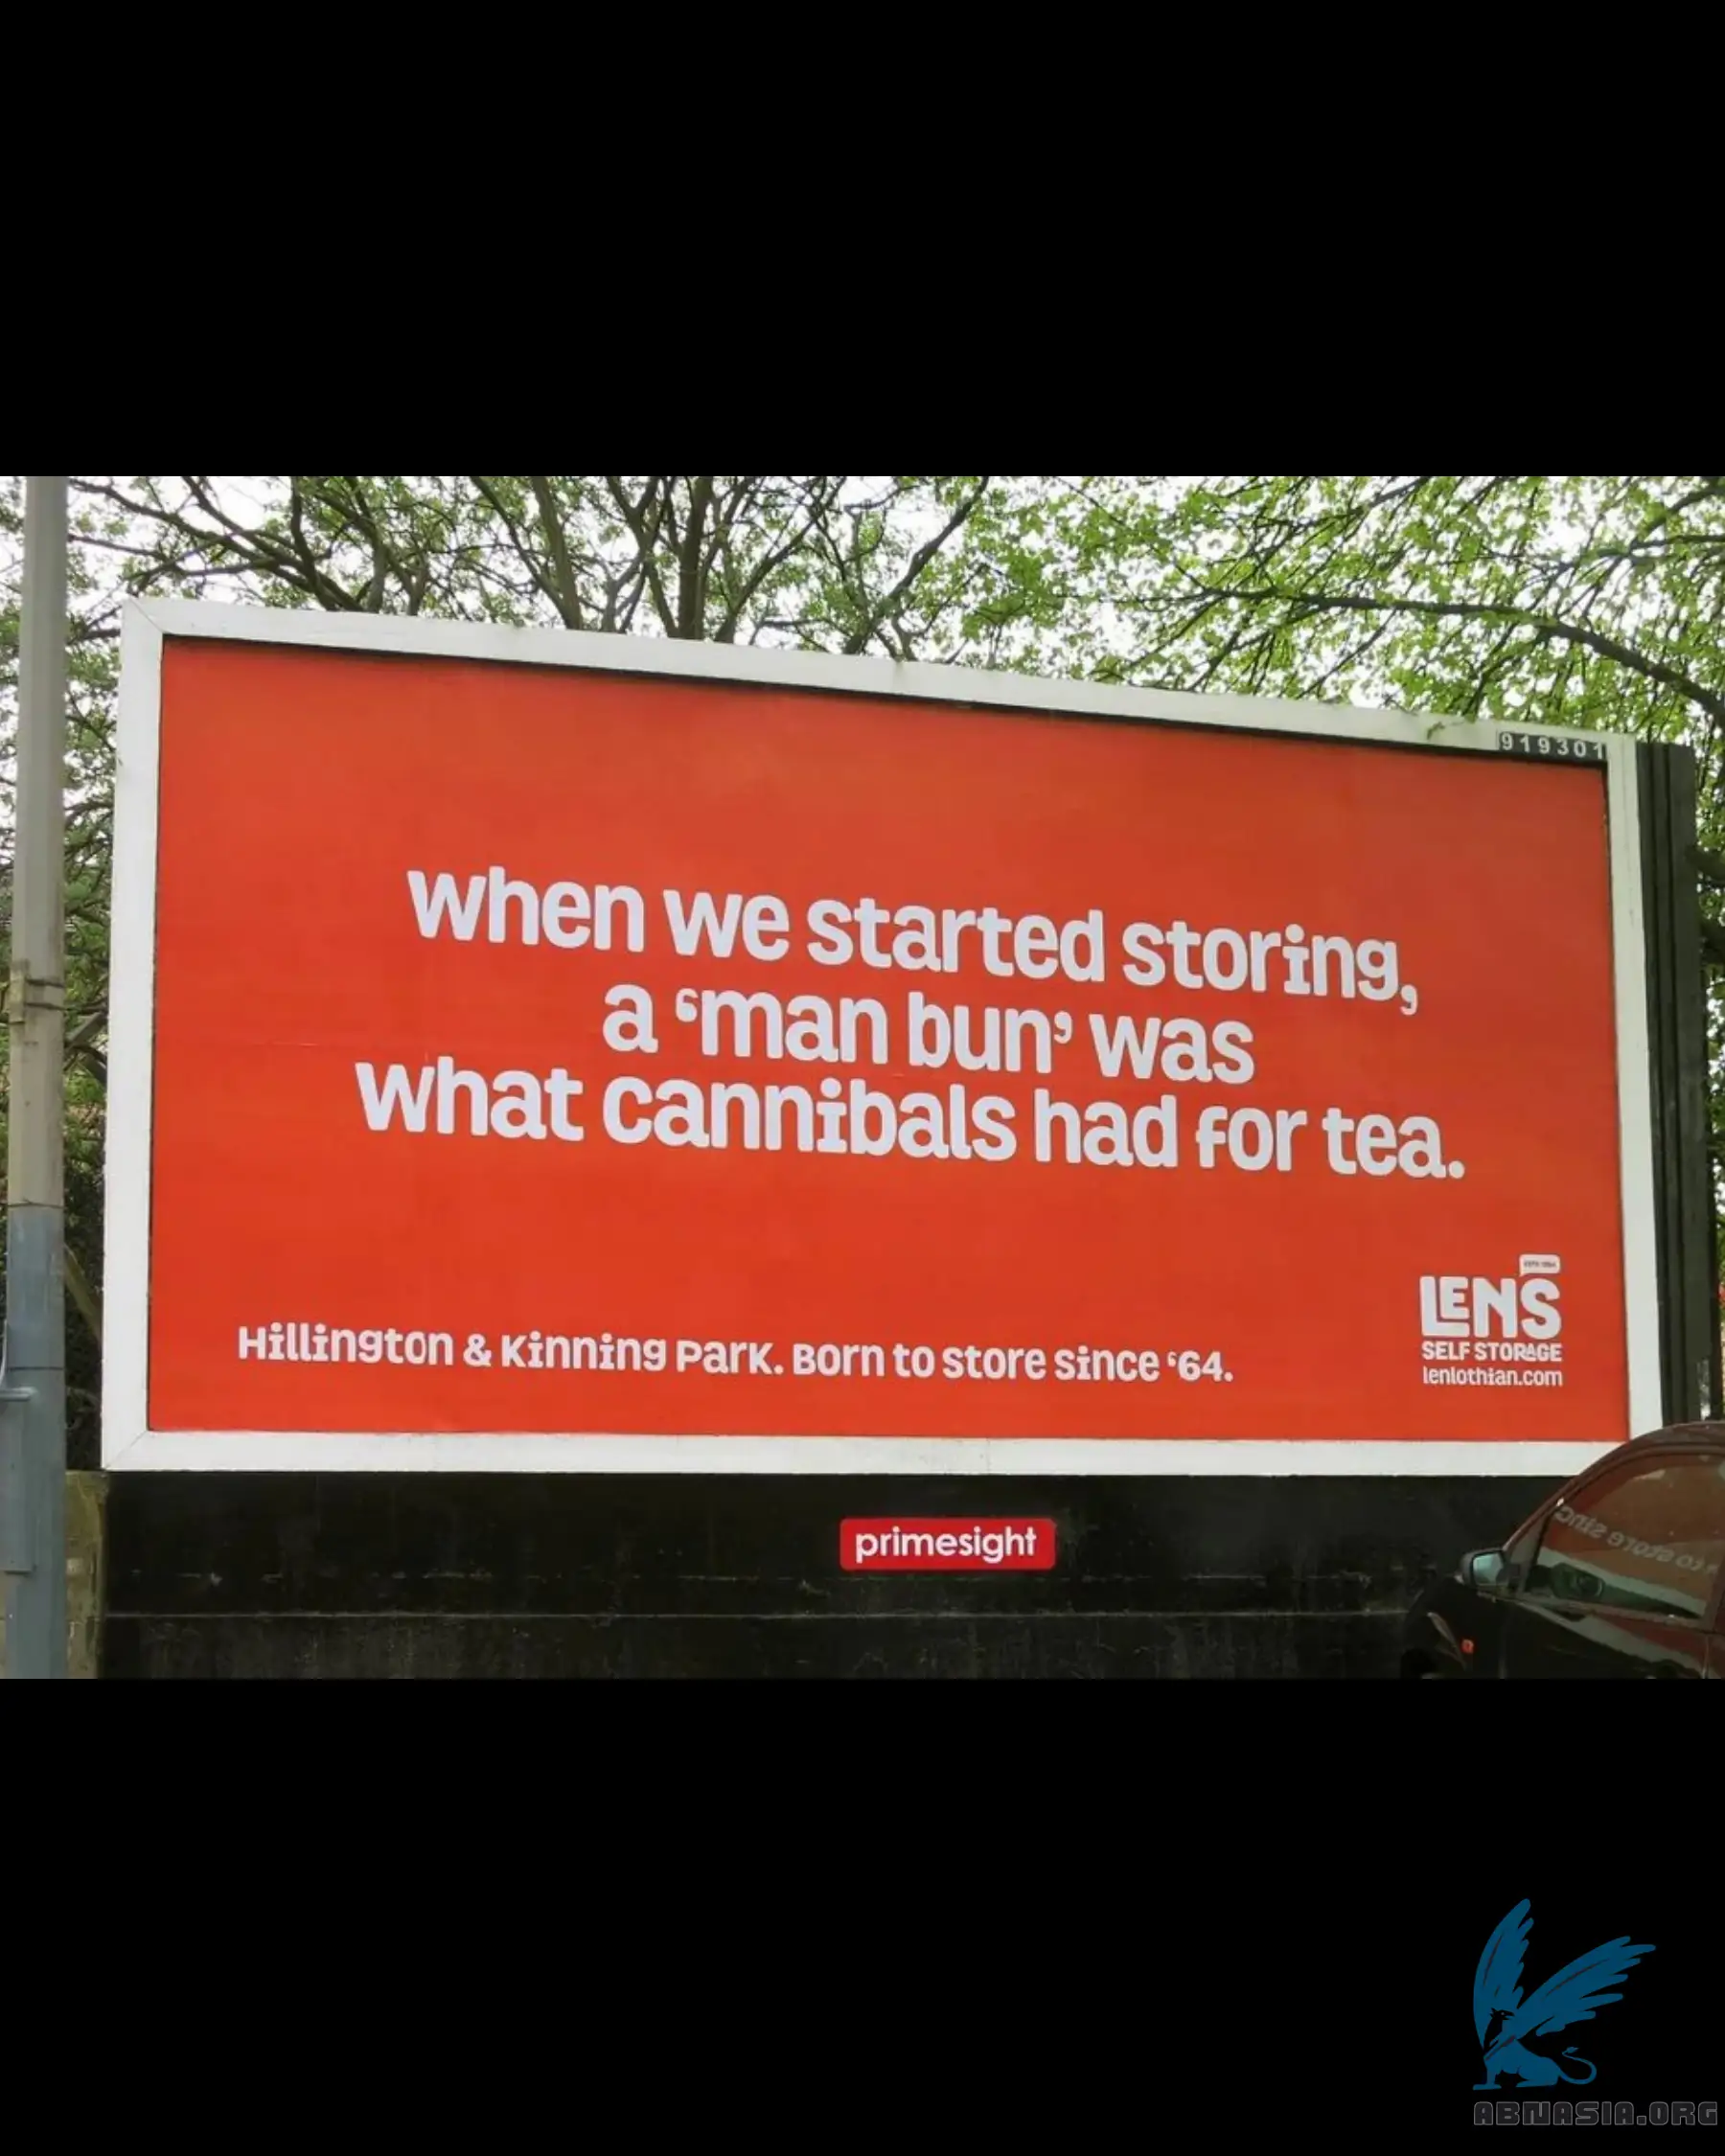 919301
When we started storing,
a ‘man bun’ was
what cannibals had for tea.
Hillington & Kinning Park. Born to store since ‘64.
LEN'S
SELF STORAGE
lenlothian.com
primesight
ABNASIA.ORG